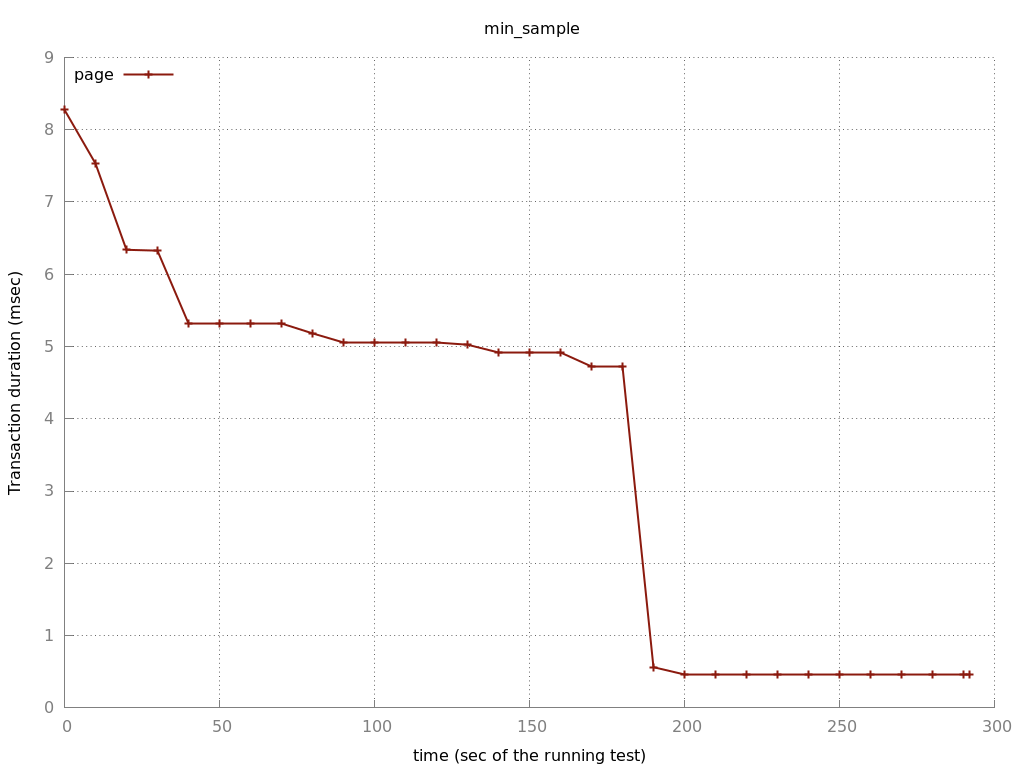 min_sample
page
9
8
7
6
5
4
3
2
1
0
Transaction duration (msec)
0 50 100 150 200 250 300
time (sec of the running test)